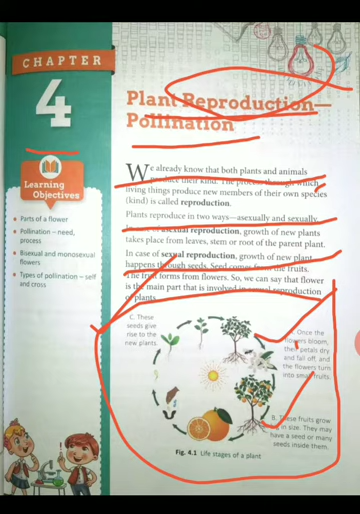 CHAPTER
4
Plant Reproduction—
Pollination
Learning
Objectives
Parts of a flower
Pollination – need,
process
Bisexual and monosexual
flowers
Types of pollination – self
and cross
We already know that both plants and animals
produce their kind. The process through which
living things produce new members of their own species
(kind) is called reproduction.
Plants reproduce in two ways—asexually and sexually.
In case of asexual reproduction, growth of new plants
takes place from leaves, stem or root of the parent plant.
In case of sexual reproduction, growth of new plant
happens through seeds. Seed comes from the fruits.
The fruit forms from flowers. So, we can say that flower
is the main part that is involved in sexual reproduction
of plants.
C. These
seeds give
rise to the
new plants.
A. Once the
flowers bloom,
their petals dry
and fall off, and
the flowers turn
into small fruits.
B. These fruits grow
big in size. They may
have a seed or many
seeds inside them.
Fig. 4.1 Life stages of a plant